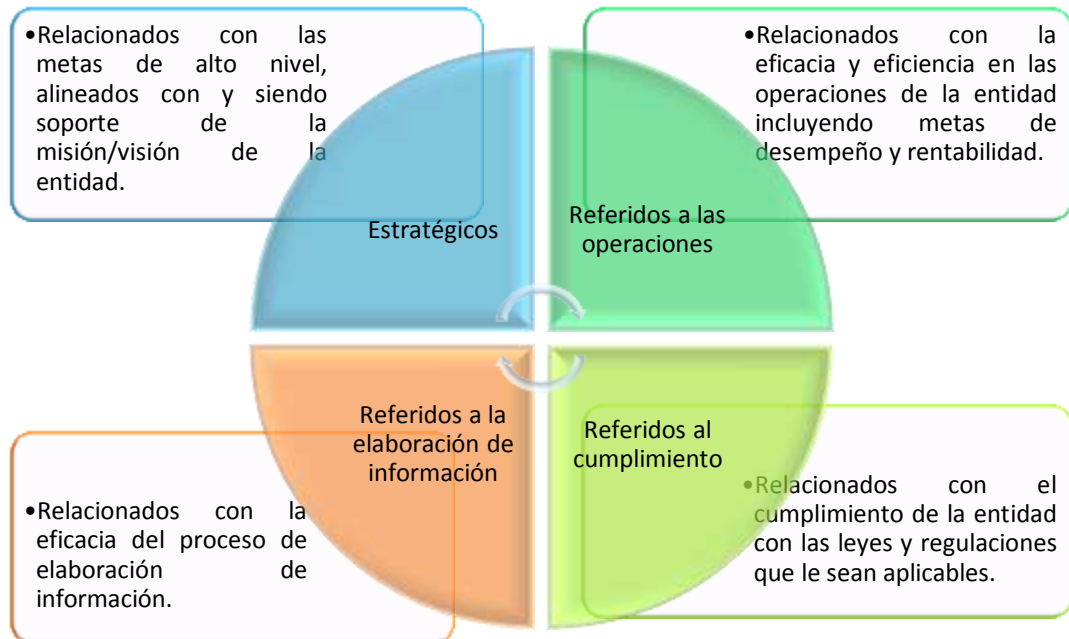 •Relacionados con las
metas de alto nivel,
alineados con y siendo
soporte de la
misión/visión de la
entidad.
•Relacionados con la
eficacia y eficiencia en las
operaciones de la entidad
incluyendo metas de
desempeño y rentabilidad.
Estratégicos
Referidos a las
operaciones
Referidos a la
elaboración de
información
Referidos al
cumplimiento
•Relacionados con la
eficacia del proceso de
elaboración de
información.
•Relacionados con el
cumplimiento de la entidad
con las leyes y regulaciones
que le sean aplicables.